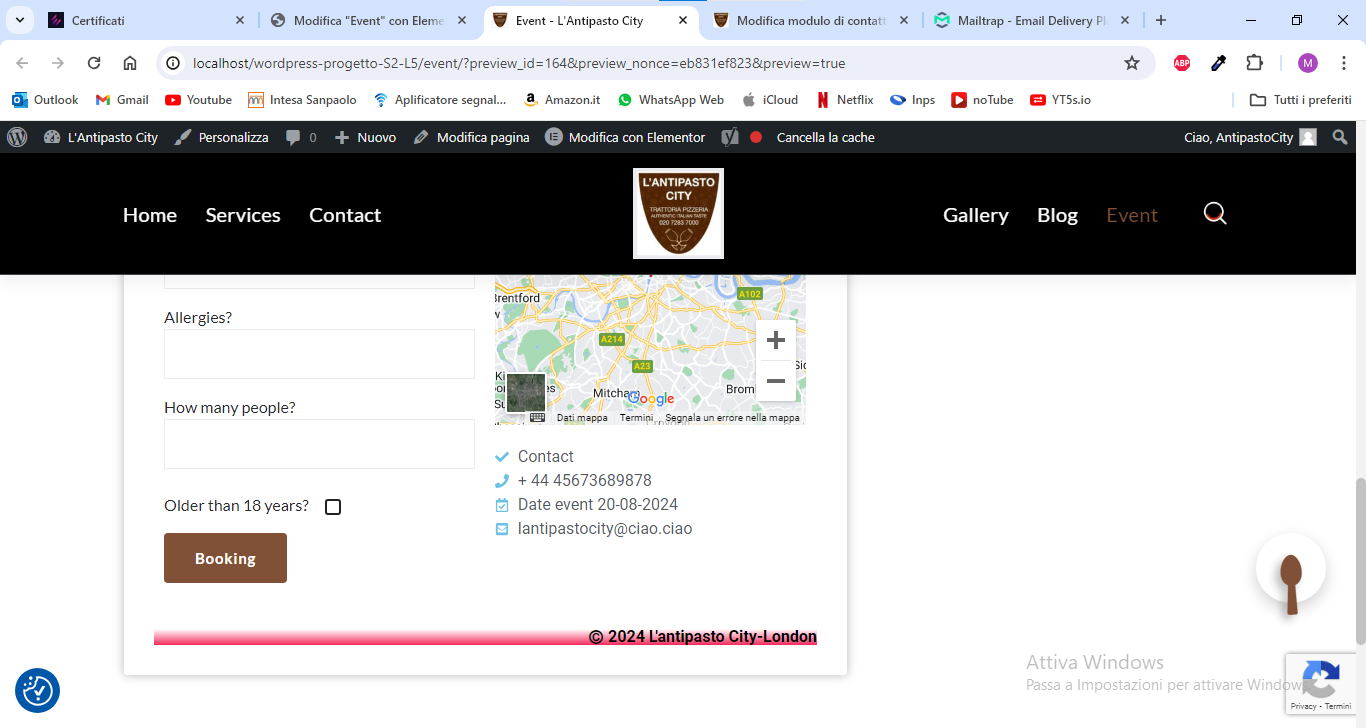 Certificati
Modifica "Event" con Eleme
Event - L'Antipasto City
Modifica modulo di contatt
Mailtrap - Email Delivery Pl
localhost/wordpress-progetto-S2-L5/event/?preview_id=164&preview_nonce=eb831ef823&preview=true
ABP
M
Outlook
Gmail
Youtube
Intesa Sanpaolo
Aplificatore segnal...
Amazon.it
WhatsApp Web
iCloud
Netflix
Inps
noTube
YT5s.io
Tutti i preferiti
L'Antipasto City
Personalizza
0
Nuovo
Modifica pagina
Modifica con Elementor
Cancella la cache
Ciao, AntipastoCity
Home
Services
Contact
L'ANTIPASTO
CITY
TRATTORIA PIZZERIA
AUTHENTIC ITALIAN TASTE
020 7283 7000
Gallery
Blog
Event
Brentford
A102
A214
A23
Mitcham
Brom
Google
Dati mappa
Termini
Segnala un errore nella mappa
Allergies?
How many people?
Older than 18 years?
Booking
Contact
+ 44 45673689878
Date event 20-08-2024
lantipastocity@ciao.ciao
© 2024 L'antipasto City-London
Attiva Windows
Passa a Impostazioni per attivare Window
Privacy - Termini